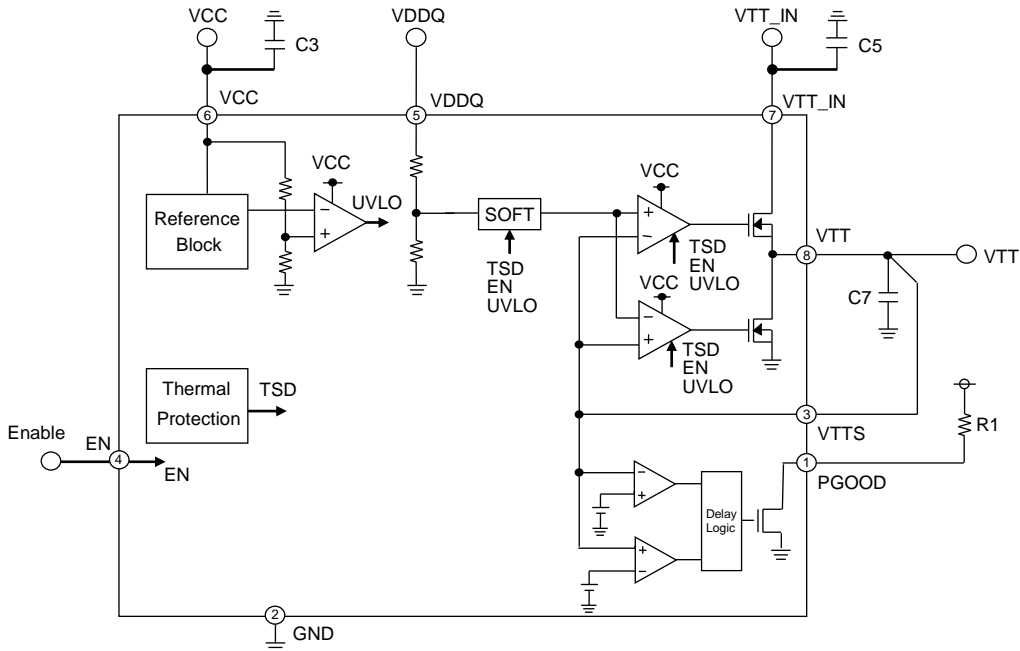 VCC
VDDQ
VTT_IN
C3
C5
VCC
VDDQ
VTT_IN
6
5
7
VCC
UVLO
Reference
Block
−
+
SOFT
TSD
EN
UVLO
VCC
+
−
TSD
EN
UVLO
VCC
−
+
TSD
EN
UVLO
VTT
8
VTT
C7
Thermal
Protection
TSD
3
VTTS
R1
Enable
EN
4
EN
1
PGOOD
−
+
Delay
Logic
+
−
2
GND